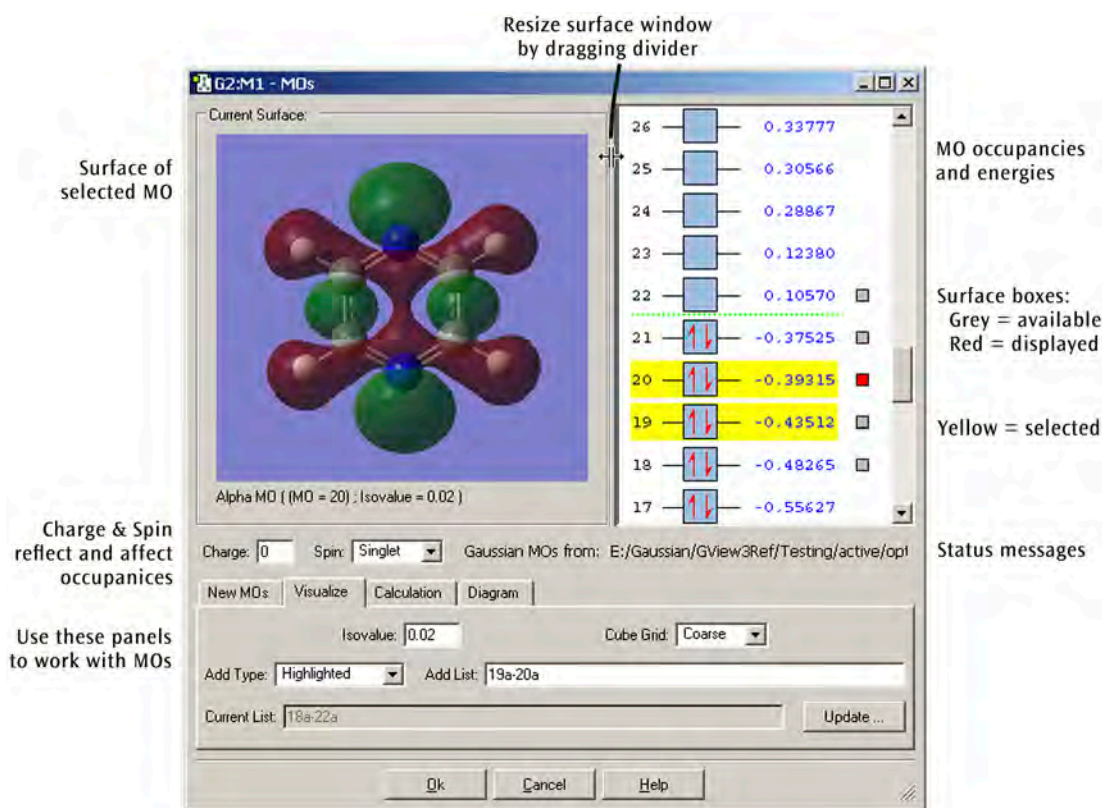 Resize surface window
by dragging divider
G2:M1 - MOs
Current Surface:
Surface of
selected MO
26 0.33777
25 0.30566
24 0.28867
23 0.12380
22 0.10570
21 -0.37525
20 -0.39315
19 -0.43512
18 -0.48265
17 -0.55627
MO occupancies
and energies
Surface boxes:
Grey = available
Red = displayed
Yellow = selected
Alpha MO ( (MO = 20) ; Isovalue = 0.02 )
Charge & Spin
reflect and affect
occupanices
Charge: 0 Spin: Singlet Gaussian MOs from: E:/Gaussian/GView3Ref/Testing/active/opt
Status messages
New MOs Visualize Calculation Diagram
Use these panels
to work with MOs
Isovalue: 0.02 Cube Grid: Coarse
Add Type: Highlighted Add List: 19a-20a
Current List: 18a-22a Update ...
Ok Cancel Help